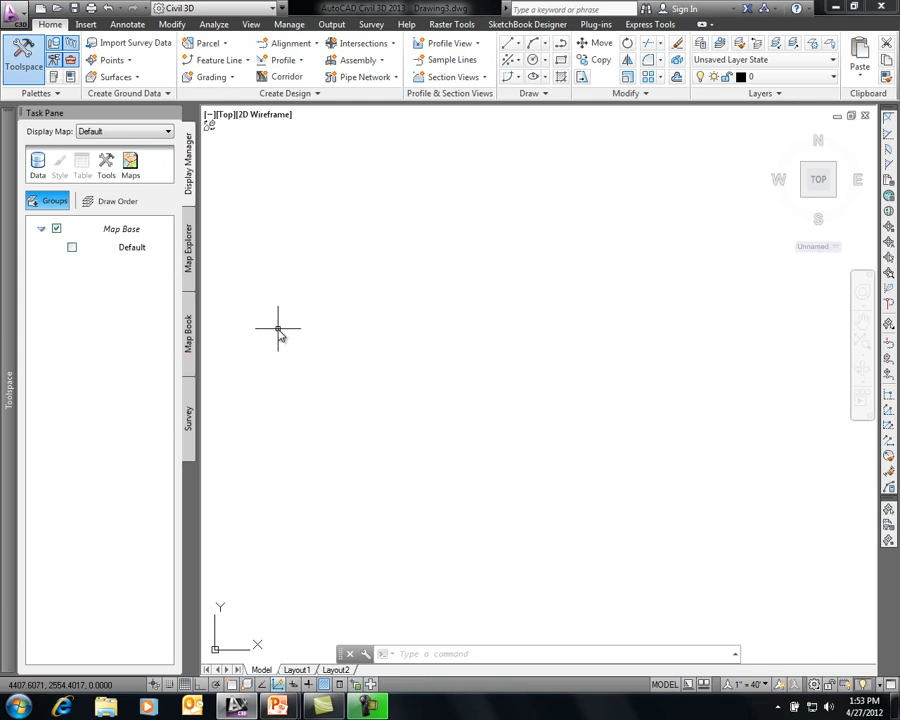 Civil 3D
AutoCAD Civil 3D 2013 Drawing3.dwg
Type a keyword or phrase
Sign In
C3D
Home Insert Annotate Modify Analyze View Manage Output Survey Help Raster Tools SketchBook Designer Plug-ins Express Tools
Toolspace
Import Survey Data
Points
Surfaces
Parcel
Feature Line
Grading
Alignment
Profile
Corridor
Intersections
Assembly
Pipe Network
Profile View
Sample Lines
Section Views
Move
Copy
Unsaved Layer State
0
Paste
Palettes
Create Ground Data
Create Design
Profile & Section Views
Draw
Modify
Layers
Clipboard
Task Pane
Display Map: Default
Data Style Table Tools Maps
Groups
Draw Order
Map Base
Default
Display Manager
Map Explorer
Map Book
Survey
Toolspace
[−][Top][2D Wireframe]
N
W TOP E
S
Unnamed
Y
X
Type a command
Model Layout1 Layout2
4407.6071, 2554.4017, 0.0000
MODEL
1" = 40'
1:53 PM
4/27/2012